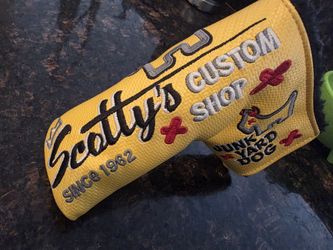 Scotty's
CUSTOM
SHOP
SINCE 1962
JUNK
YARD
DOG